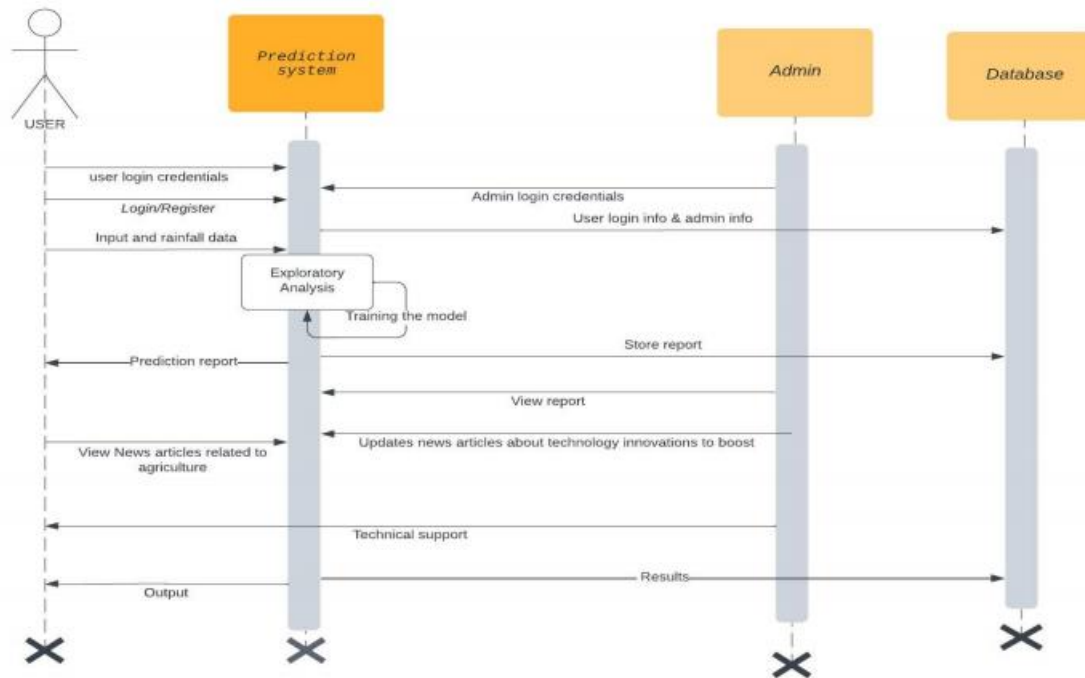 Prediction
system
Admin
Database
USER
user login credentials
Admin login credentials
Login/Register
User login info & admin info
Input and rainfall data
Exploratory
Analysis
Training the model
Store report
Prediction report
View report
Updates news articles about technology innovations to boost
View News articles related to
agriculture
Technical support
Results
Output